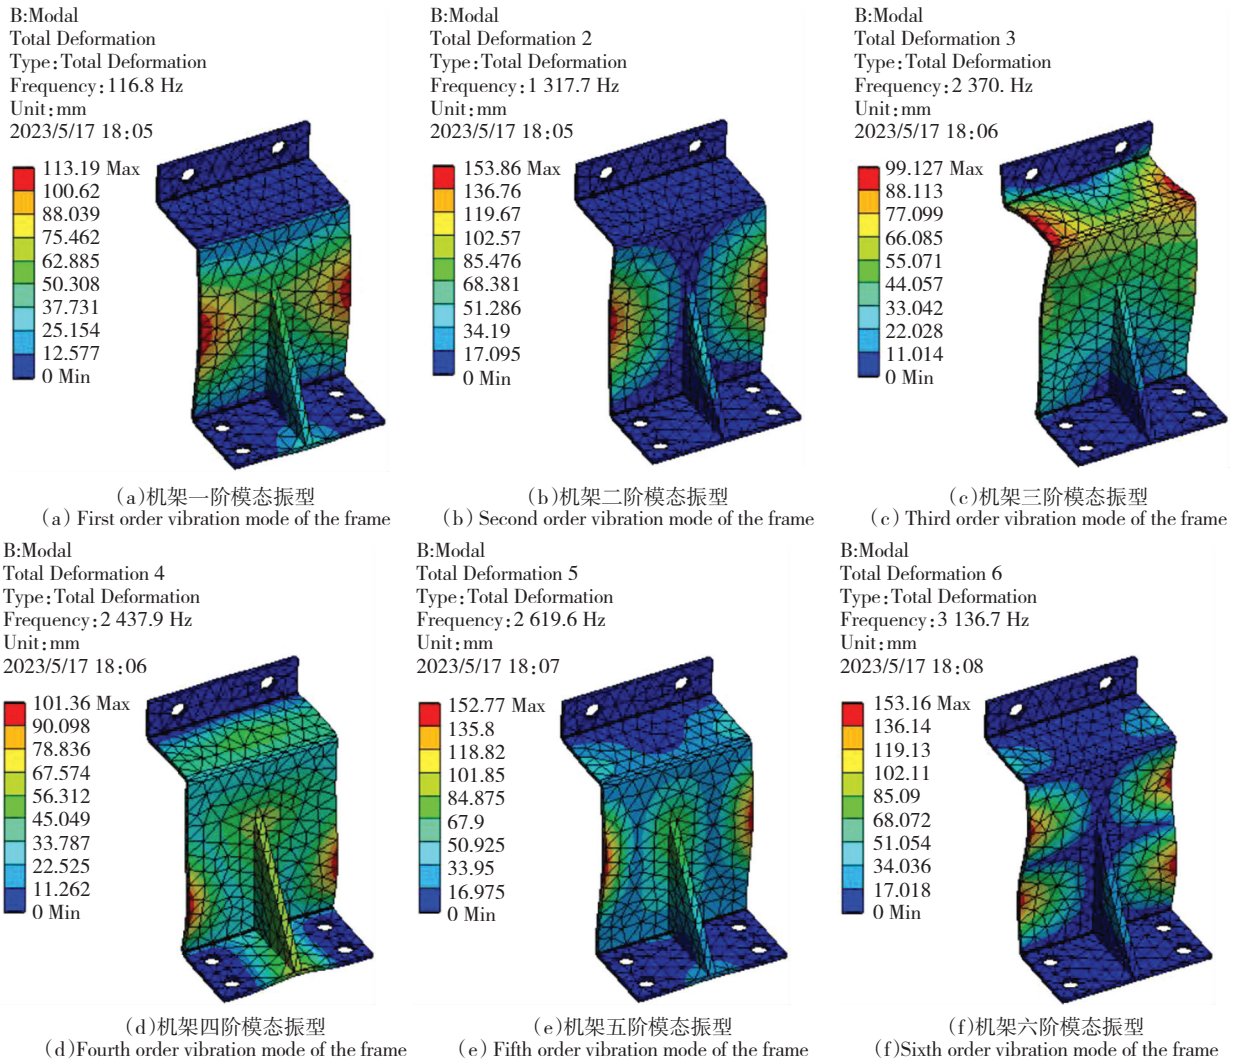 B:Modal
Total Deformation
Type:Total Deformation
Frequency:116.8 Hz
Unit:mm
2023/5/17 18:05
113.19 Max
100.62
88.039
75.462
62.885
50.308
37.731
25.154
12.577
0 Min
(a)机架一阶模态振型
(a) First order vibration mode of the frame
B:Modal
Total Deformation 2
Type:Total Deformation
Frequency:1 317.7 Hz
Unit:mm
2023/5/17 18:05
153.86 Max
136.76
119.67
102.57
85.476
68.381
51.286
34.19
17.095
0 Min
(b)机架二阶模态振型
(b) Second order vibration mode of the frame
B:Modal
Total Deformation 3
Type:Total Deformation
Frequency:2 370. Hz
Unit:mm
2023/5/17 18:06
99.127 Max
88.113
77.099
66.085
55.071
44.057
33.042
22.028
11.014
0 Min
(c)机架三阶模态振型
(c) Third order vibration mode of the frame
B:Modal
Total Deformation 4
Type:Total Deformation
Frequency:2 437.9 Hz
Unit:mm
2023/5/17 18:06
101.36 Max
90.098
78.836
67.574
56.312
45.049
33.787
22.525
11.262
0 Min
(d)机架四阶模态振型
(d)Fourth order vibration mode of the frame
B:Modal
Total Deformation 5
Type:Total Deformation
Frequency:2 619.6 Hz
Unit:mm
2023/5/17 18:07
152.77 Max
135.8
118.82
101.85
84.875
67.9
50.925
33.95
16.975
0 Min
(e)机架五阶模态振型
(e) Fifth order vibration mode of the frame
B:Modal
Total Deformation 6
Type:Total Deformation
Frequency:3 136.7 Hz
Unit:mm
2023/5/17 18:08
153.16 Max
136.14
119.13
102.11
85.09
68.072
51.054
34.036
17.018
0 Min
(f)机架六阶模态振型
(f)Sixth order vibration mode of the frame